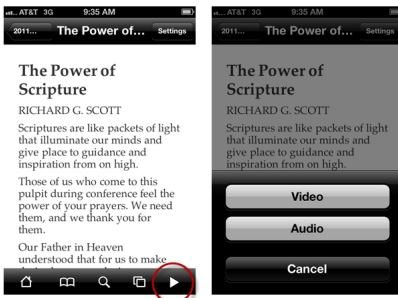 AT&T 3G 9:35 AM
2011... The Power of... Settings
The Power of
Scripture
RICHARD G. SCOTT
Scriptures are like packets of light
that illuminate our minds and
give place to guidance and
inspiration from on high.
Those of us who come to this
pulpit during conference feel the
power of your prayers. We need
them, and we thank you for
them.
Our Father in Heaven
understood that for us to make
AT&T 3G 9:35 AM
2011... The Power of... Settings
The Power of
Scripture
RICHARD G. SCOTT
Scriptures are like packets of light
that illuminate our minds and
give place to guidance and
inspiration from on high.
Video
Audio
Cancel